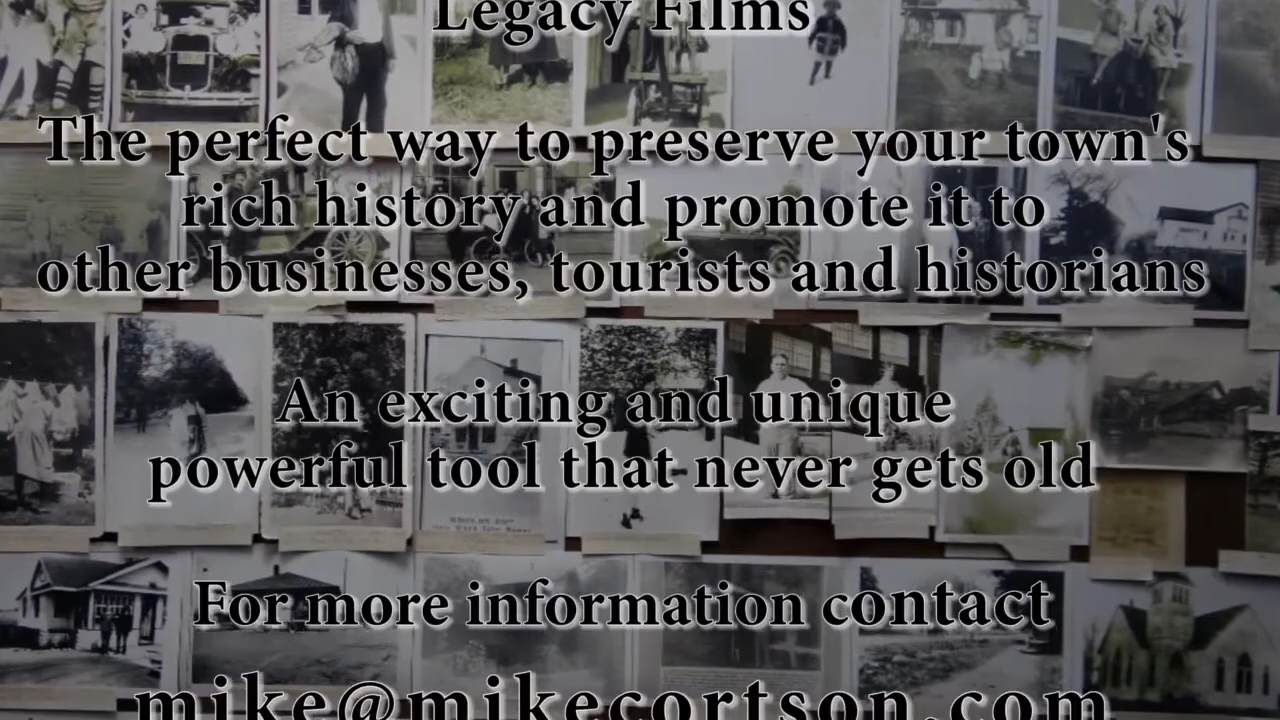 Legacy Films
The perfect way to preserve your town's
rich history and promote it to
other businesses, tourists and historians
An exciting and unique
powerful tool that never gets old
For more information contact
mike@mikecortson.com